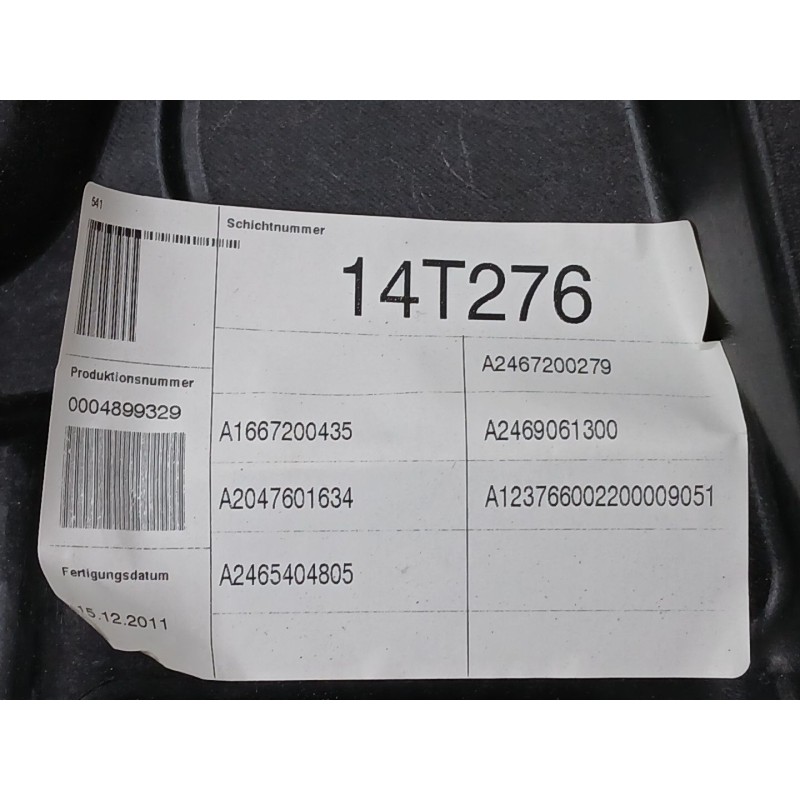 541
Schichtnummer
14T276
A2467200279
Produktionsnummer
0004899329
A1667200435
A2469061300
A2047601634
A123766002200009051
Fertigungsdatum
A2465404805
15.12.2011